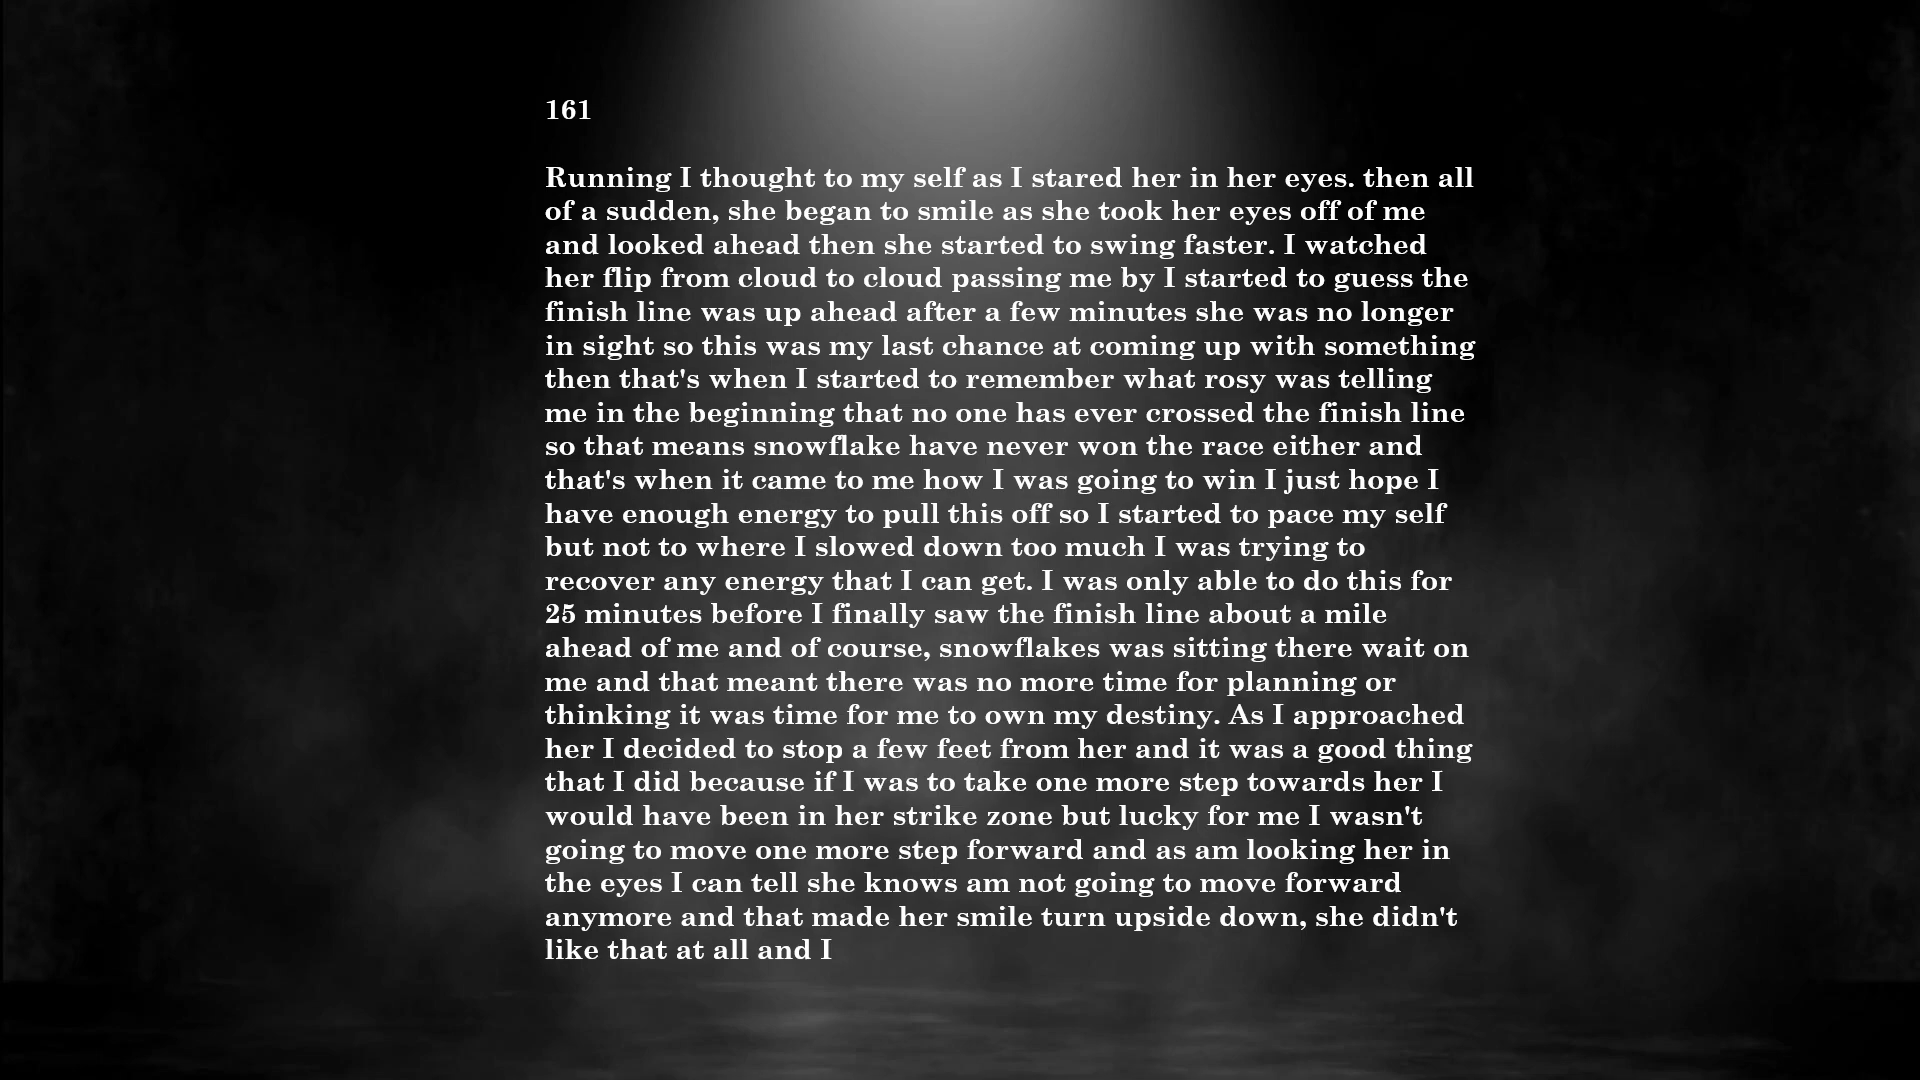 161
Running I thought to my self as I stared her in her eyes. then all
of a sudden, she began to smile as she took her eyes off of me
and looked ahead then she started to swing faster. I watched
her flip from cloud to cloud passing me by I started to guess the
finish line was up ahead after a few minutes she was no longer
in sight so this was my last chance at coming up with something
then that's when I started to remember what rosy was telling
me in the beginning that no one has ever crossed the finish line
so that means snowflake have never won the race either and
that's when it came to me how I was going to win I just hope I
have enough energy to pull this off so I started to pace my self
but not to where I slowed down too much I was trying to
recover any energy that I can get. I was only able to do this for
25 minutes before I finally saw the finish line about a mile
ahead of me and of course, snowflakes was sitting there wait on
me and that meant there was no more time for planning or
thinking it was time for me to own my destiny. As I approached
her I decided to stop a few feet from her and it was a good thing
that I did because if I was to take one more step towards her I
would have been in her strike zone but lucky for me I wasn't
going to move one more step forward and as am looking her in
the eyes I can tell she knows am not going to move forward
anymore and that made her smile turn upside down, she didn't
like that at all and I